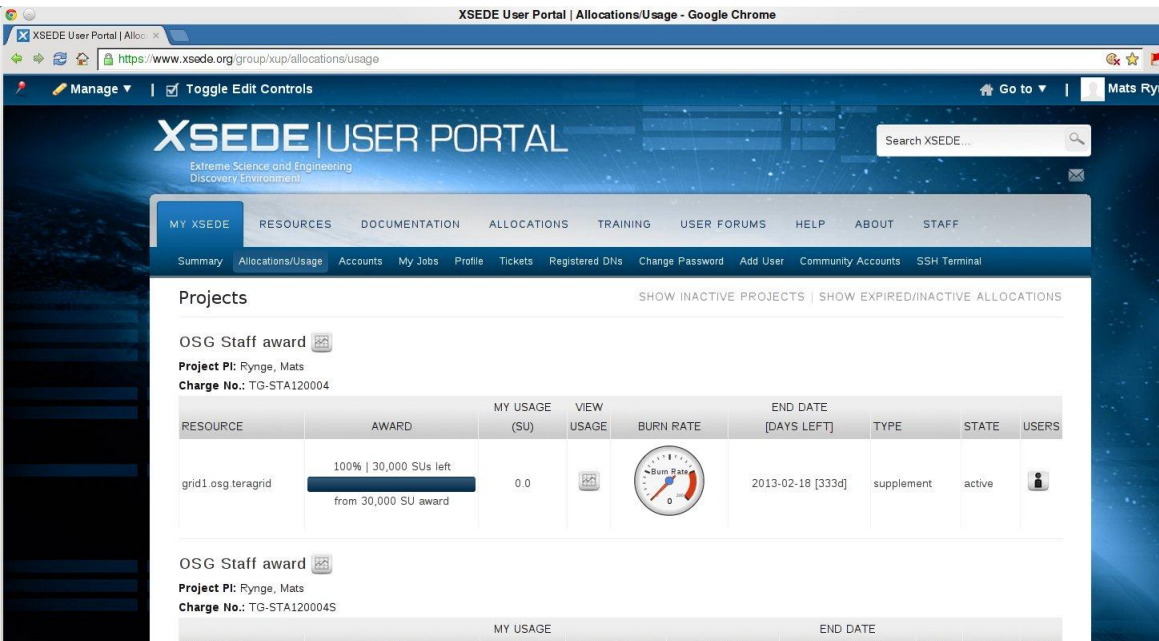 XSEDE User Portal | Allocations/Usage - Google Chrome
XSEDE User Portal | Alloc
https://www.xsede.org/group/xup/allocations/usage
Manage ▼ | Toggle Edit Controls Go to ▼ | Mats Ry
XSEDE|USER PORTAL
Extreme Science and Engineering
Discovery Environment
Search XSEDE...
MY XSEDE RESOURCES DOCUMENTATION ALLOCATIONS TRAINING USER FORUMS HELP ABOUT STAFF
Summary Allocations/Usage Accounts My Jobs Profile Tickets Registered DNs Change Password Add User Community Accounts SSH Terminal
Projects SHOW INACTIVE PROJECTS | SHOW EXPIRED/INACTIVE ALLOCATIONS
OSG Staff award
Project PI: Rynge, Mats
Charge No.: TG-STA120004
MY USAGE VIEW END DATE
RESOURCE AWARD (SU) USAGE BURN RATE [DAYS LEFT] TYPE STATE USERS
100% | 30,000 SUs left
Burn Rate
grid1.osg.teragrid 0.0 2013-02-18 [333d] supplement active
0
from 30,000 SU award
OSG Staff award
Project PI: Rynge, Mats
Charge No.: TG-STA120004S
MY USAGE END DATE